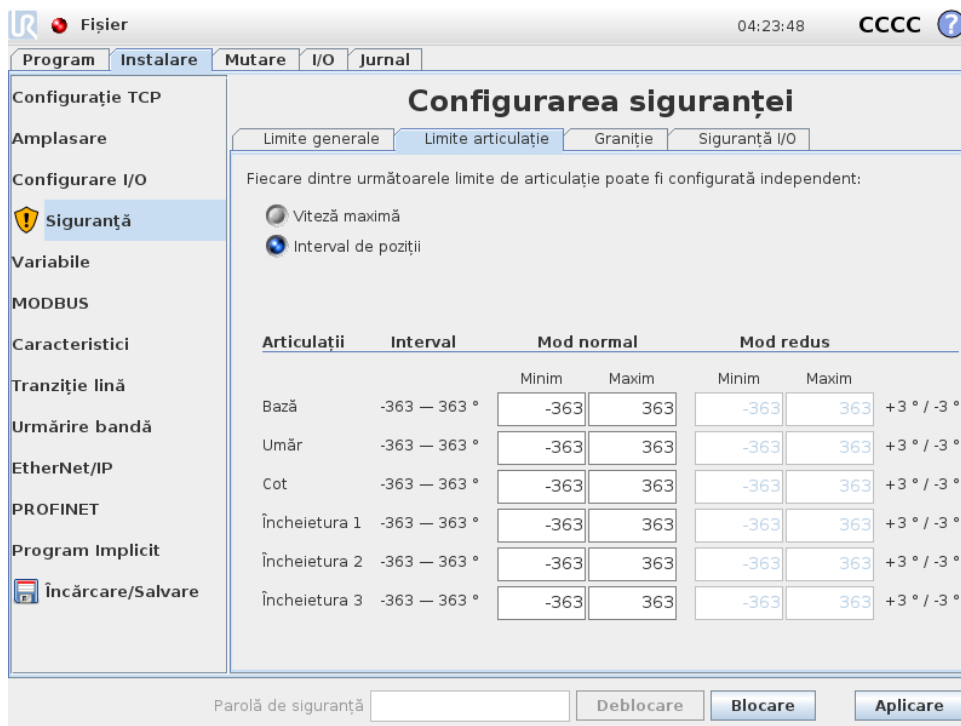 UR Fișier 04:23:48 CCCC ?
Program Instalare Mutare I/O Jurnal
Configurație TCP
Amplasare
Configurare I/O
Siguranţă
Variabile
MODBUS
Caracteristici
Tranziție lină
Urmărire bandă
EtherNet/IP
PROFINET
Program Implicit
Încărcare/Salvare
Configurarea siguranței
Limite generale Limite articulație Graniție Siguranță I/O
Fiecare dintre următoarele limite de articulație poate fi configurată independent:
Viteză maximă
Interval de poziții
Articulații Interval Mod normal Mod redus
Minim Maxim Minim Maxim
Bază -363 — 363 ° -363 363 -363 363 +3 ° / -3 °
Umăr -363 — 363 ° -363 363 -363 363 +3 ° / -3 °
Cot -363 — 363 ° -363 363 -363 363 +3 ° / -3 °
Încheietura 1 -363 — 363 ° -363 363 -363 363 +3 ° / -3 °
Încheietura 2 -363 — 363 ° -363 363 -363 363 +3 ° / -3 °
Încheietura 3 -363 — 363 ° -363 363 -363 363 +3 ° / -3 °
Parolă de siguranță Deblocare Blocare Aplicare